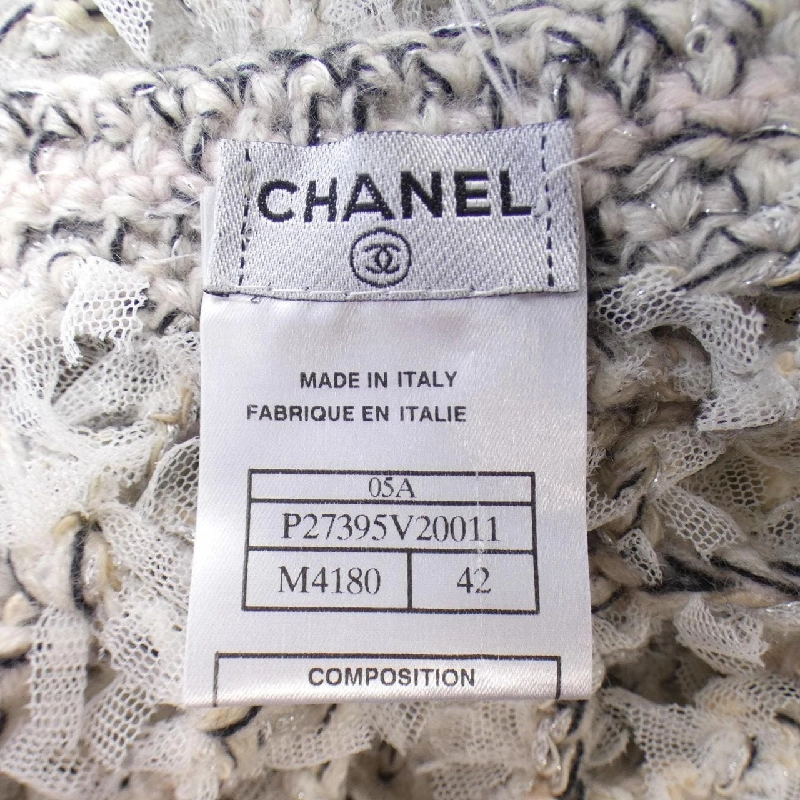 CHANEL
MADE IN ITALY
FABRIQUE EN ITALIE
05A
P27395V20011
M4180 42
COMPOSITION